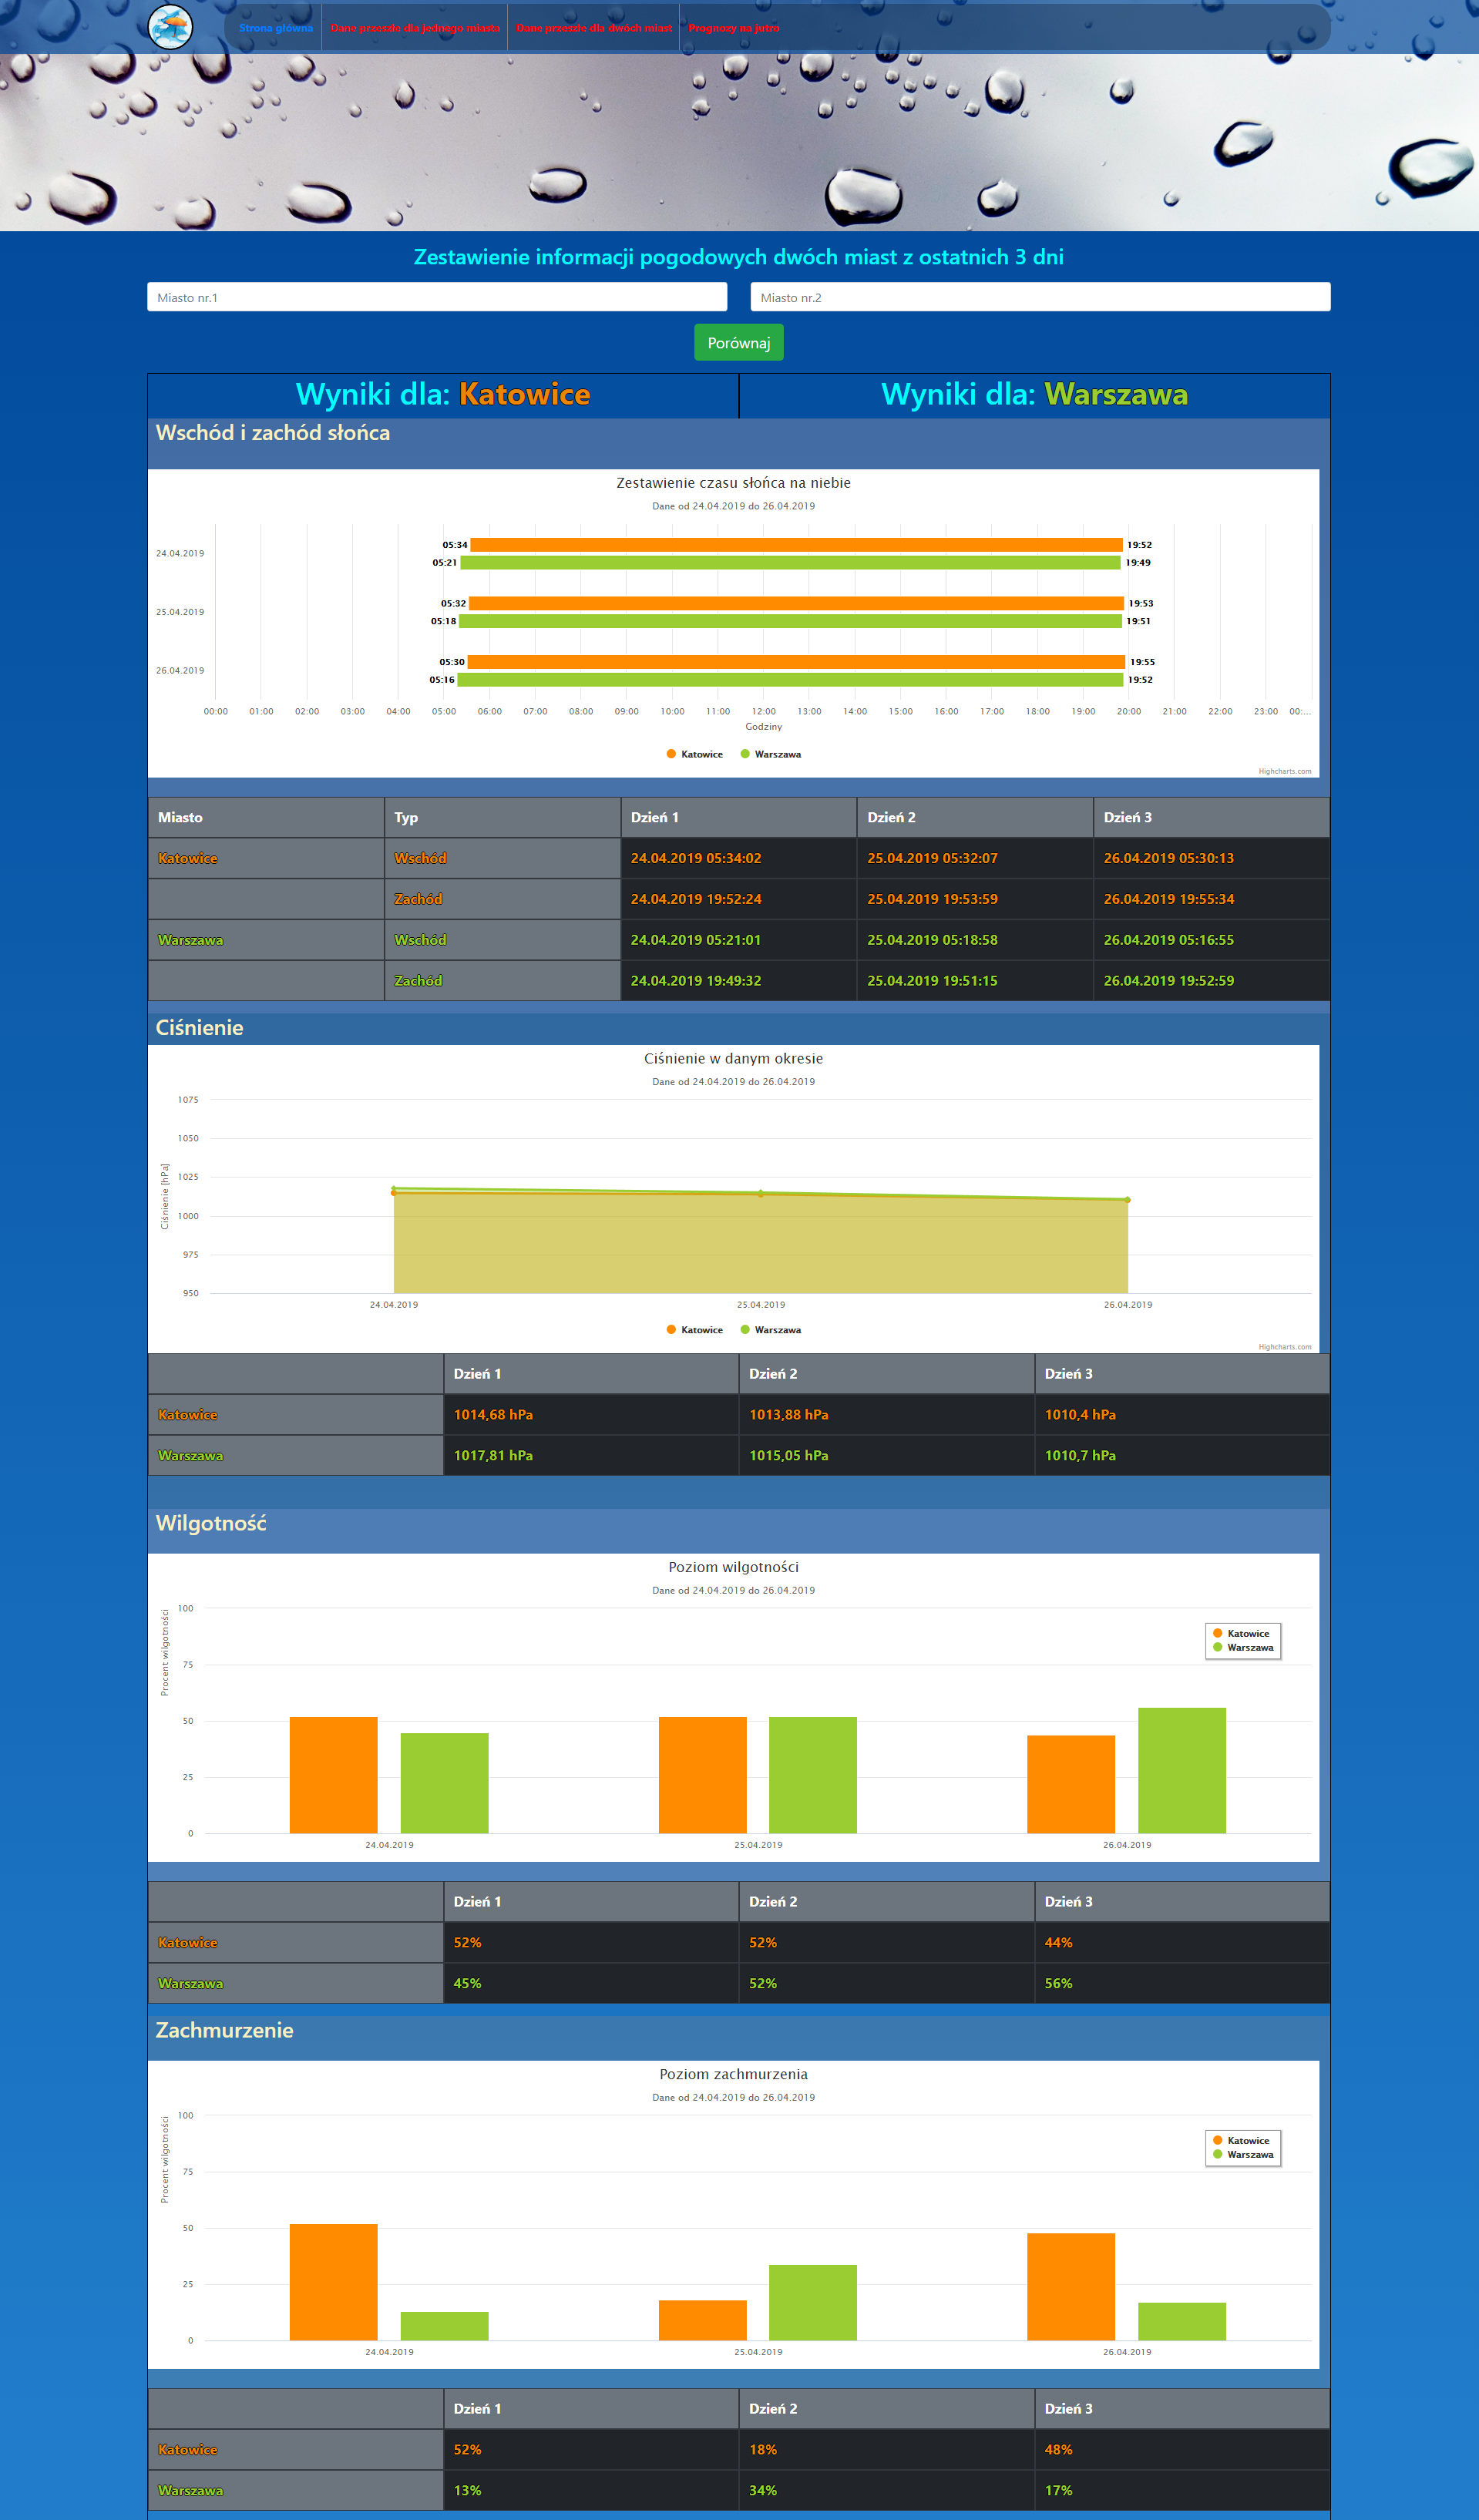 Strona główna Dane przeszłe dla jednego miasta Dane przeszłe dla dwóch miast Prognozy na jutro
Zestawienie informacji pogodowych dwóch miast z ostatnich 3 dni
Miasto nr.1 Miasto nr.2
Porównaj
Wyniki dla: Katowice Wyniki dla: Warszawa
Wschód i zachód słońca
Zestawienie czasu słońca na niebie
Dane od 24.04.2019 do 26.04.2019
24.04.2019 05:34 19:52
05:21 19:49
25.04.2019 05:32 19:53
05:18 19:51
26.04.2019 05:30 19:55
05:16 19:52
00:00 01:00 02:00 03:00 04:00 05:00 06:00 07:00 08:00 09:00 10:00 11:00 12:00 13:00 14:00 15:00 16:00 17:00 18:00 19:00 20:00 21:00 22:00 23:00 00:...
Godziny
Katowice Warszawa
Highcharts.com
Miasto Typ Dzień 1 Dzień 2 Dzień 3
Katowice Wschód 24.04.2019 05:34:02 25.04.2019 05:32:07 26.04.2019 05:30:13
Zachód 24.04.2019 19:52:24 25.04.2019 19:53:59 26.04.2019 19:55:34
Warszawa Wschód 24.04.2019 05:21:01 25.04.2019 05:18:58 26.04.2019 05:16:55
Zachód 24.04.2019 19:49:32 25.04.2019 19:51:15 26.04.2019 19:52:59
Ciśnienie
Ciśnienie w danym okresie
Dane od 24.04.2019 do 26.04.2019
Ciśnienie [hPa]
1075
1050
1025
1000
975
950
24.04.2019 25.04.2019 26.04.2019
Katowice Warszawa
Highcharts.com
Dzień 1 Dzień 2 Dzień 3
Katowice 1014,68 hPa 1013,88 hPa 1010,4 hPa
Warszawa 1017,81 hPa 1015,05 hPa 1010,7 hPa
Wilgotność
Poziom wilgotności
Dane od 24.04.2019 do 26.04.2019
Procent wilgotności
100
75
50
25
0
Katowice
Warszawa
24.04.2019 25.04.2019 26.04.2019
Dzień 1 Dzień 2 Dzień 3
Katowice 52% 52% 44%
Warszawa 45% 52% 56%
Zachmurzenie
Poziom zachmurzenia
Dane od 24.04.2019 do 26.04.2019
Procent wilgotności
100
75
50
25
0
Katowice
Warszawa
24.04.2019 25.04.2019 26.04.2019
Dzień 1 Dzień 2 Dzień 3
Katowice 52% 18% 48%
Warszawa 13% 34% 17%